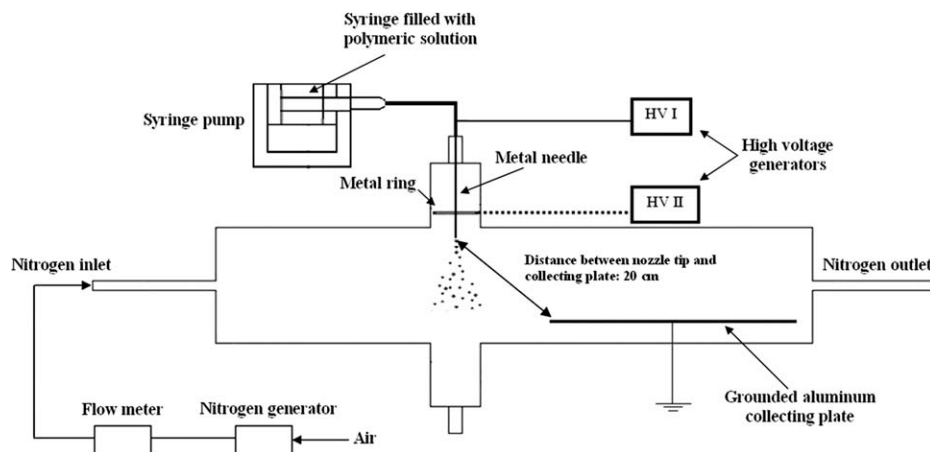 Syringe filled with
polymeric solution
Syringe pump
HV I
High voltage
generators
Metal needle
Metal ring
HV II
Nitrogen inlet
Distance between nozzle tip and
collecting plate: 20 cm
Nitrogen outlet
Flow meter
Nitrogen generator
Air
Grounded aluminum
collecting plate